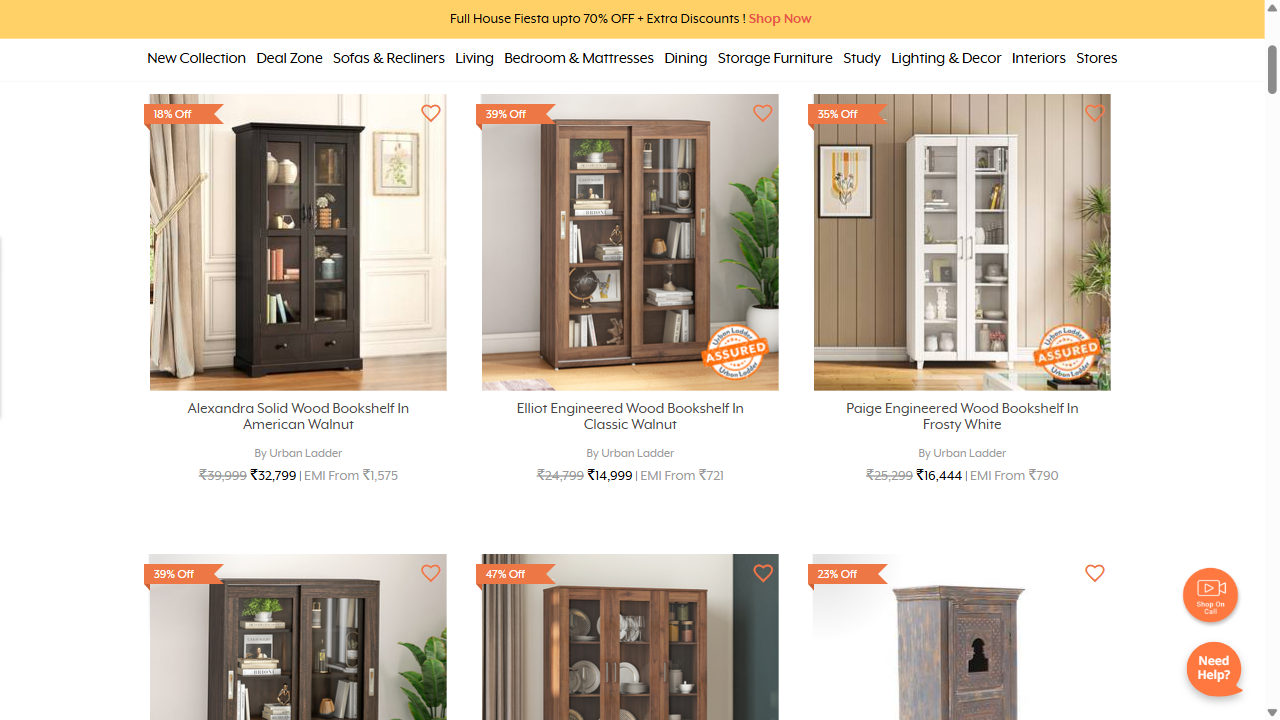 Full House Fiesta upto 70% OFF + Extra Discounts ! Shop Now
New Collection Deal Zone Sofas & Recliners Living Bedroom & Mattresses Dining Storage Furniture Study Lighting & Decor Interiors Stores
18% Off
39% Off
35% Off
Urban Ladder
ASSURED
Urban Ladder
Urban Ladder
ASSURED
Urban Ladder
Alexandra Solid Wood Bookshelf In
American Walnut
By Urban Ladder
₹39,999 ₹32,799 | EMI From ₹1,575
Elliot Engineered Wood Bookshelf In
Classic Walnut
By Urban Ladder
₹24,799 ₹14,999 | EMI From ₹721
Paige Engineered Wood Bookshelf In
Frosty White
By Urban Ladder
₹25,299 ₹16,444 | EMI From ₹790
39% Off
47% Off
23% Off
Shop On
Call
Need
Help?